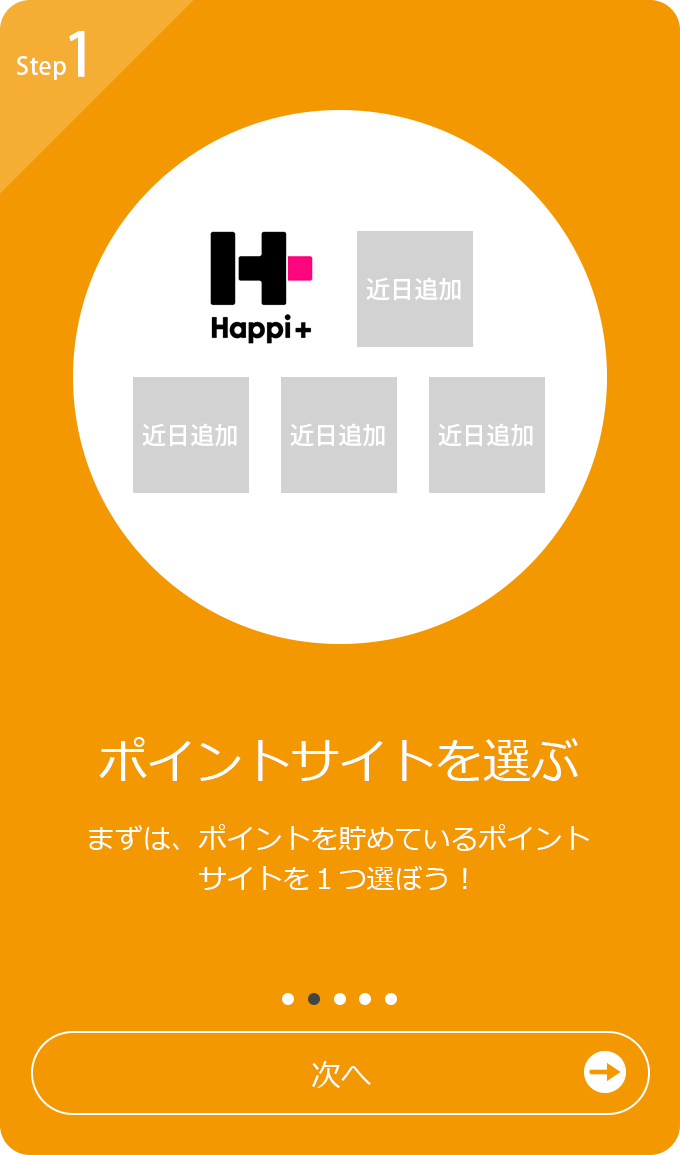 Step1
Happi+
近日追加
近日追加
近日追加
近日追加
ポイントサイトを選ぶ
まずは、ポイントを貯めているポイント
サイトを１つ選ぼう！
次へ